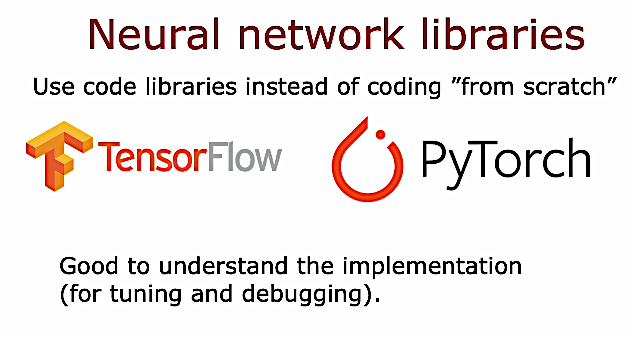 Neural network libraries
Use code libraries instead of coding ”from scratch”
TensorFlow
PyTorch
Good to understand the implementation
(for tuning and debugging).